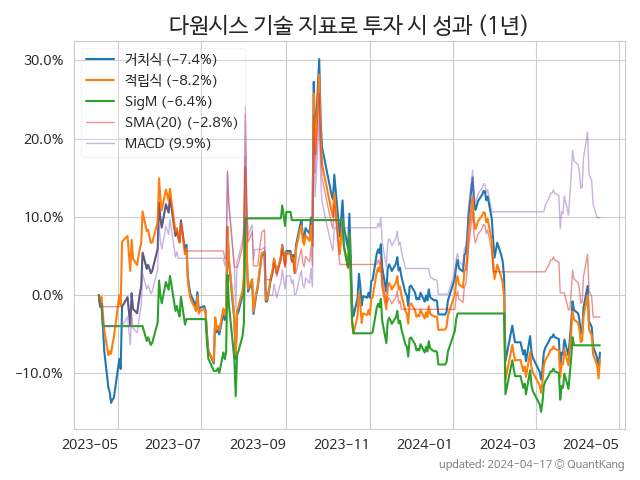 다원시스 기술 지표로 투자 시 성과 (1년)
30.0%
20.0%
10.0%
0.0%
−10.0%
거치식 (-7.4%)
적립식 (-8.2%)
SigM (-6.4%)
SMA(20) (-2.8%)
MACD (9.9%)
2023-05 2023-07 2023-09 2023-11 2024-01 2024-03 2024-05
updated: 2024-04-17 © QuantKang